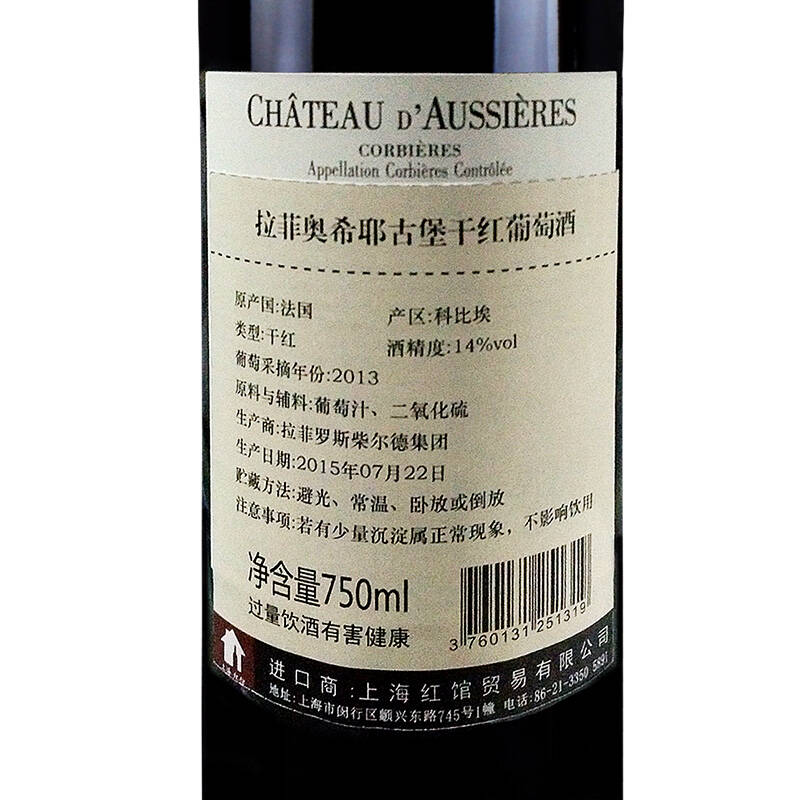 CHÂTEAU D'AUSSIÈRES
CORBIÈRES
Appellation Corbières Contrôlée
拉菲奥希耶古堡干红葡萄酒
原产国:法国 产区:科比埃
类型:干红 酒精度:14%vol
葡萄采摘年份:2013
原料与辅料:葡萄汁、二氧化硫
生产商:拉菲罗斯柴尔德集团
生产日期:2015年07月22日
贮藏方法:避光、常温、卧放或倒放
注意事项:若有少量沉淀属正常现象，不影响饮用
净含量750ml
过量饮酒有害健康
3 760131 251319
进口商:上海红馆贸易有限公司
地址:上海市闵行区颛兴东路745号1幢 电话:86-21-3350 5891